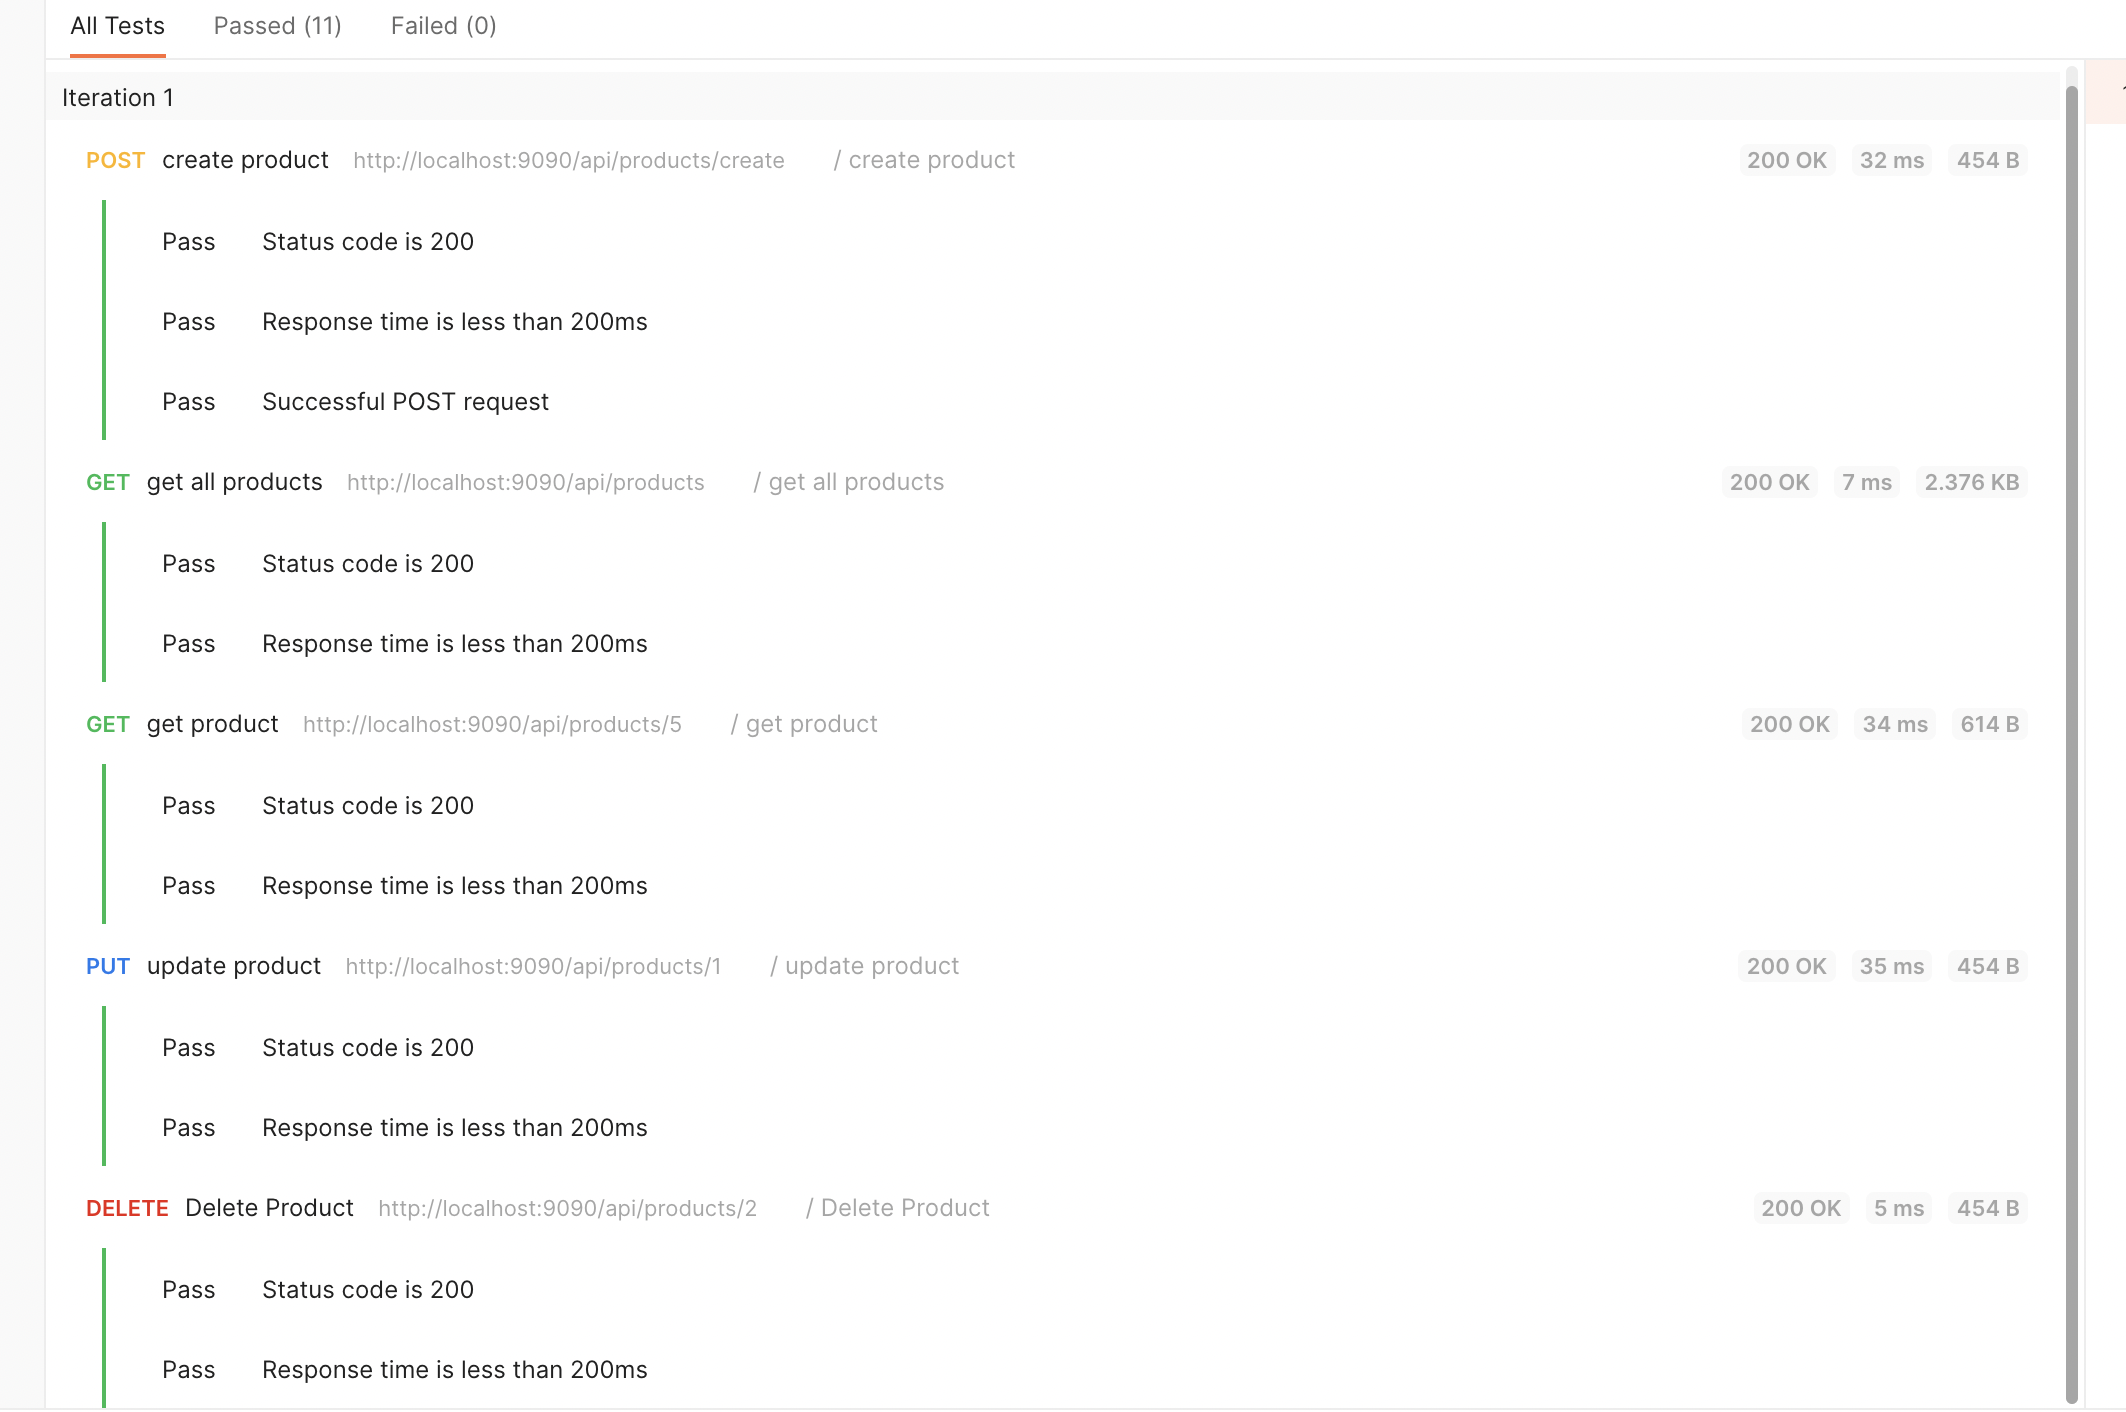 All Tests Passed (11) Failed (0)
Iteration 1
POST create product http://localhost:9090/api/products/create / create product 200 OK 32 ms 454 B
Pass Status code is 200
Pass Response time is less than 200ms
Pass Successful POST request
GET get all products http://localhost:9090/api/products / get all products 200 OK 7 ms 2.376 KB
Pass Status code is 200
Pass Response time is less than 200ms
GET get product http://localhost:9090/api/products/5 / get product 200 OK 34 ms 614 B
Pass Status code is 200
Pass Response time is less than 200ms
PUT update product http://localhost:9090/api/products/1 / update product 200 OK 35 ms 454 B
Pass Status code is 200
Pass Response time is less than 200ms
DELETE Delete Product http://localhost:9090/api/products/2 / Delete Product 200 OK 5 ms 454 B
Pass Status code is 200
Pass Response time is less than 200ms